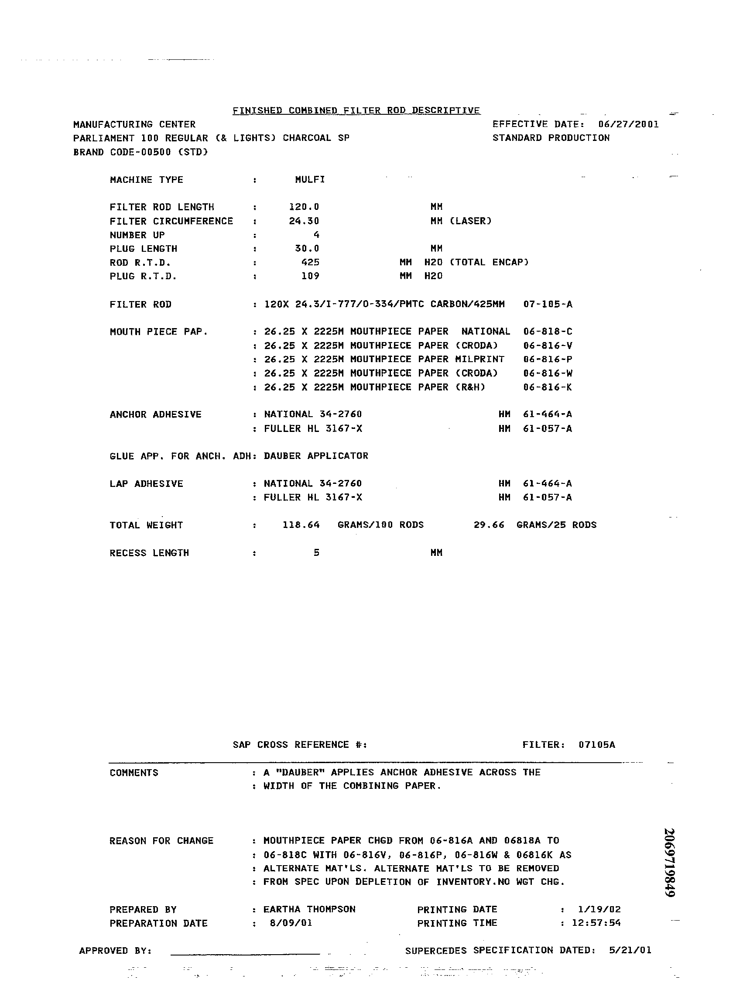 FINISHED COMBINED FILTER ROD DESCRIPTIVE
MANUFACTURING CENTER EFFECTIVE DATE: 06/27/2001
PARLIAMENT 100 REGULAR (& LIGHTS) CHARCOAL SP STANDARD PRODUCTION
BRAND CODE-00500 (STD)
MACHINE TYPE : MULFI
FILTER ROD LENGTH : 120.0 MM
FILTER CIRCUMFERENCE : 24.30 MM (LASER)
NUMBER UP : 4
PLUG LENGTH : 30.0 MM
ROD R.T.D. : 425 MM H2O (TOTAL ENCAP)
PLUG R.T.D. : 109 MM H2O
FILTER ROD : 120X 24.3/I-777/O-334/PMTC CARBON/425MM 07-105-A
MOUTH PIECE PAP. : 26.25 X 2225M MOUTHPIECE PAPER NATIONAL 06-818-C
: 26.25 X 2225M MOUTHPIECE PAPER (CRODA) 06-816-V
: 26.25 X 2225M MOUTHPIECE PAPER MILPRINT 06-816-P
: 26.25 X 2225M MOUTHPIECE PAPER (CRODA) 06-816-W
: 26.25 X 2225M MOUTHPIECE PAPER (R&H) 06-816-K
ANCHOR ADHESIVE : NATIONAL 34-2760 HM 61-464-A
: FULLER HL 3167-X HM 61-057-A
GLUE APP. FOR ANCH. ADH: DAUBER APPLICATOR
LAP ADHESIVE : NATIONAL 34-2760 HM 61-464-A
: FULLER HL 3167-X HM 61-057-A
TOTAL WEIGHT : 118.64 GRAMS/100 RODS 29.66 GRAMS/25 RODS
RECESS LENGTH : 5 MM
SAP CROSS REFERENCE #: FILTER: 07105A
COMMENTS : A "DAUBER" APPLIES ANCHOR ADHESIVE ACROSS THE
: WIDTH OF THE COMBINING PAPER.
REASON FOR CHANGE : MOUTHPIECE PAPER CHGD FROM 06-816A AND 06818A TO
: 06-818C WITH 06-816V, 06-816P, 06-816W & 06816K AS
: ALTERNATE MAT'LS. ALTERNATE MAT'LS TO BE REMOVED
: FROM SPEC UPON DEPLETION OF INVENTORY.NO WGT CHG.
PREPARED BY : EARTHA THOMPSON PRINTING DATE : 1/19/02
PREPARATION DATE : 8/09/01 PRINTING TIME : 12:57:54
APPROVED BY: SUPERCEDES SPECIFICATION DATED: 5/21/01
2069719849